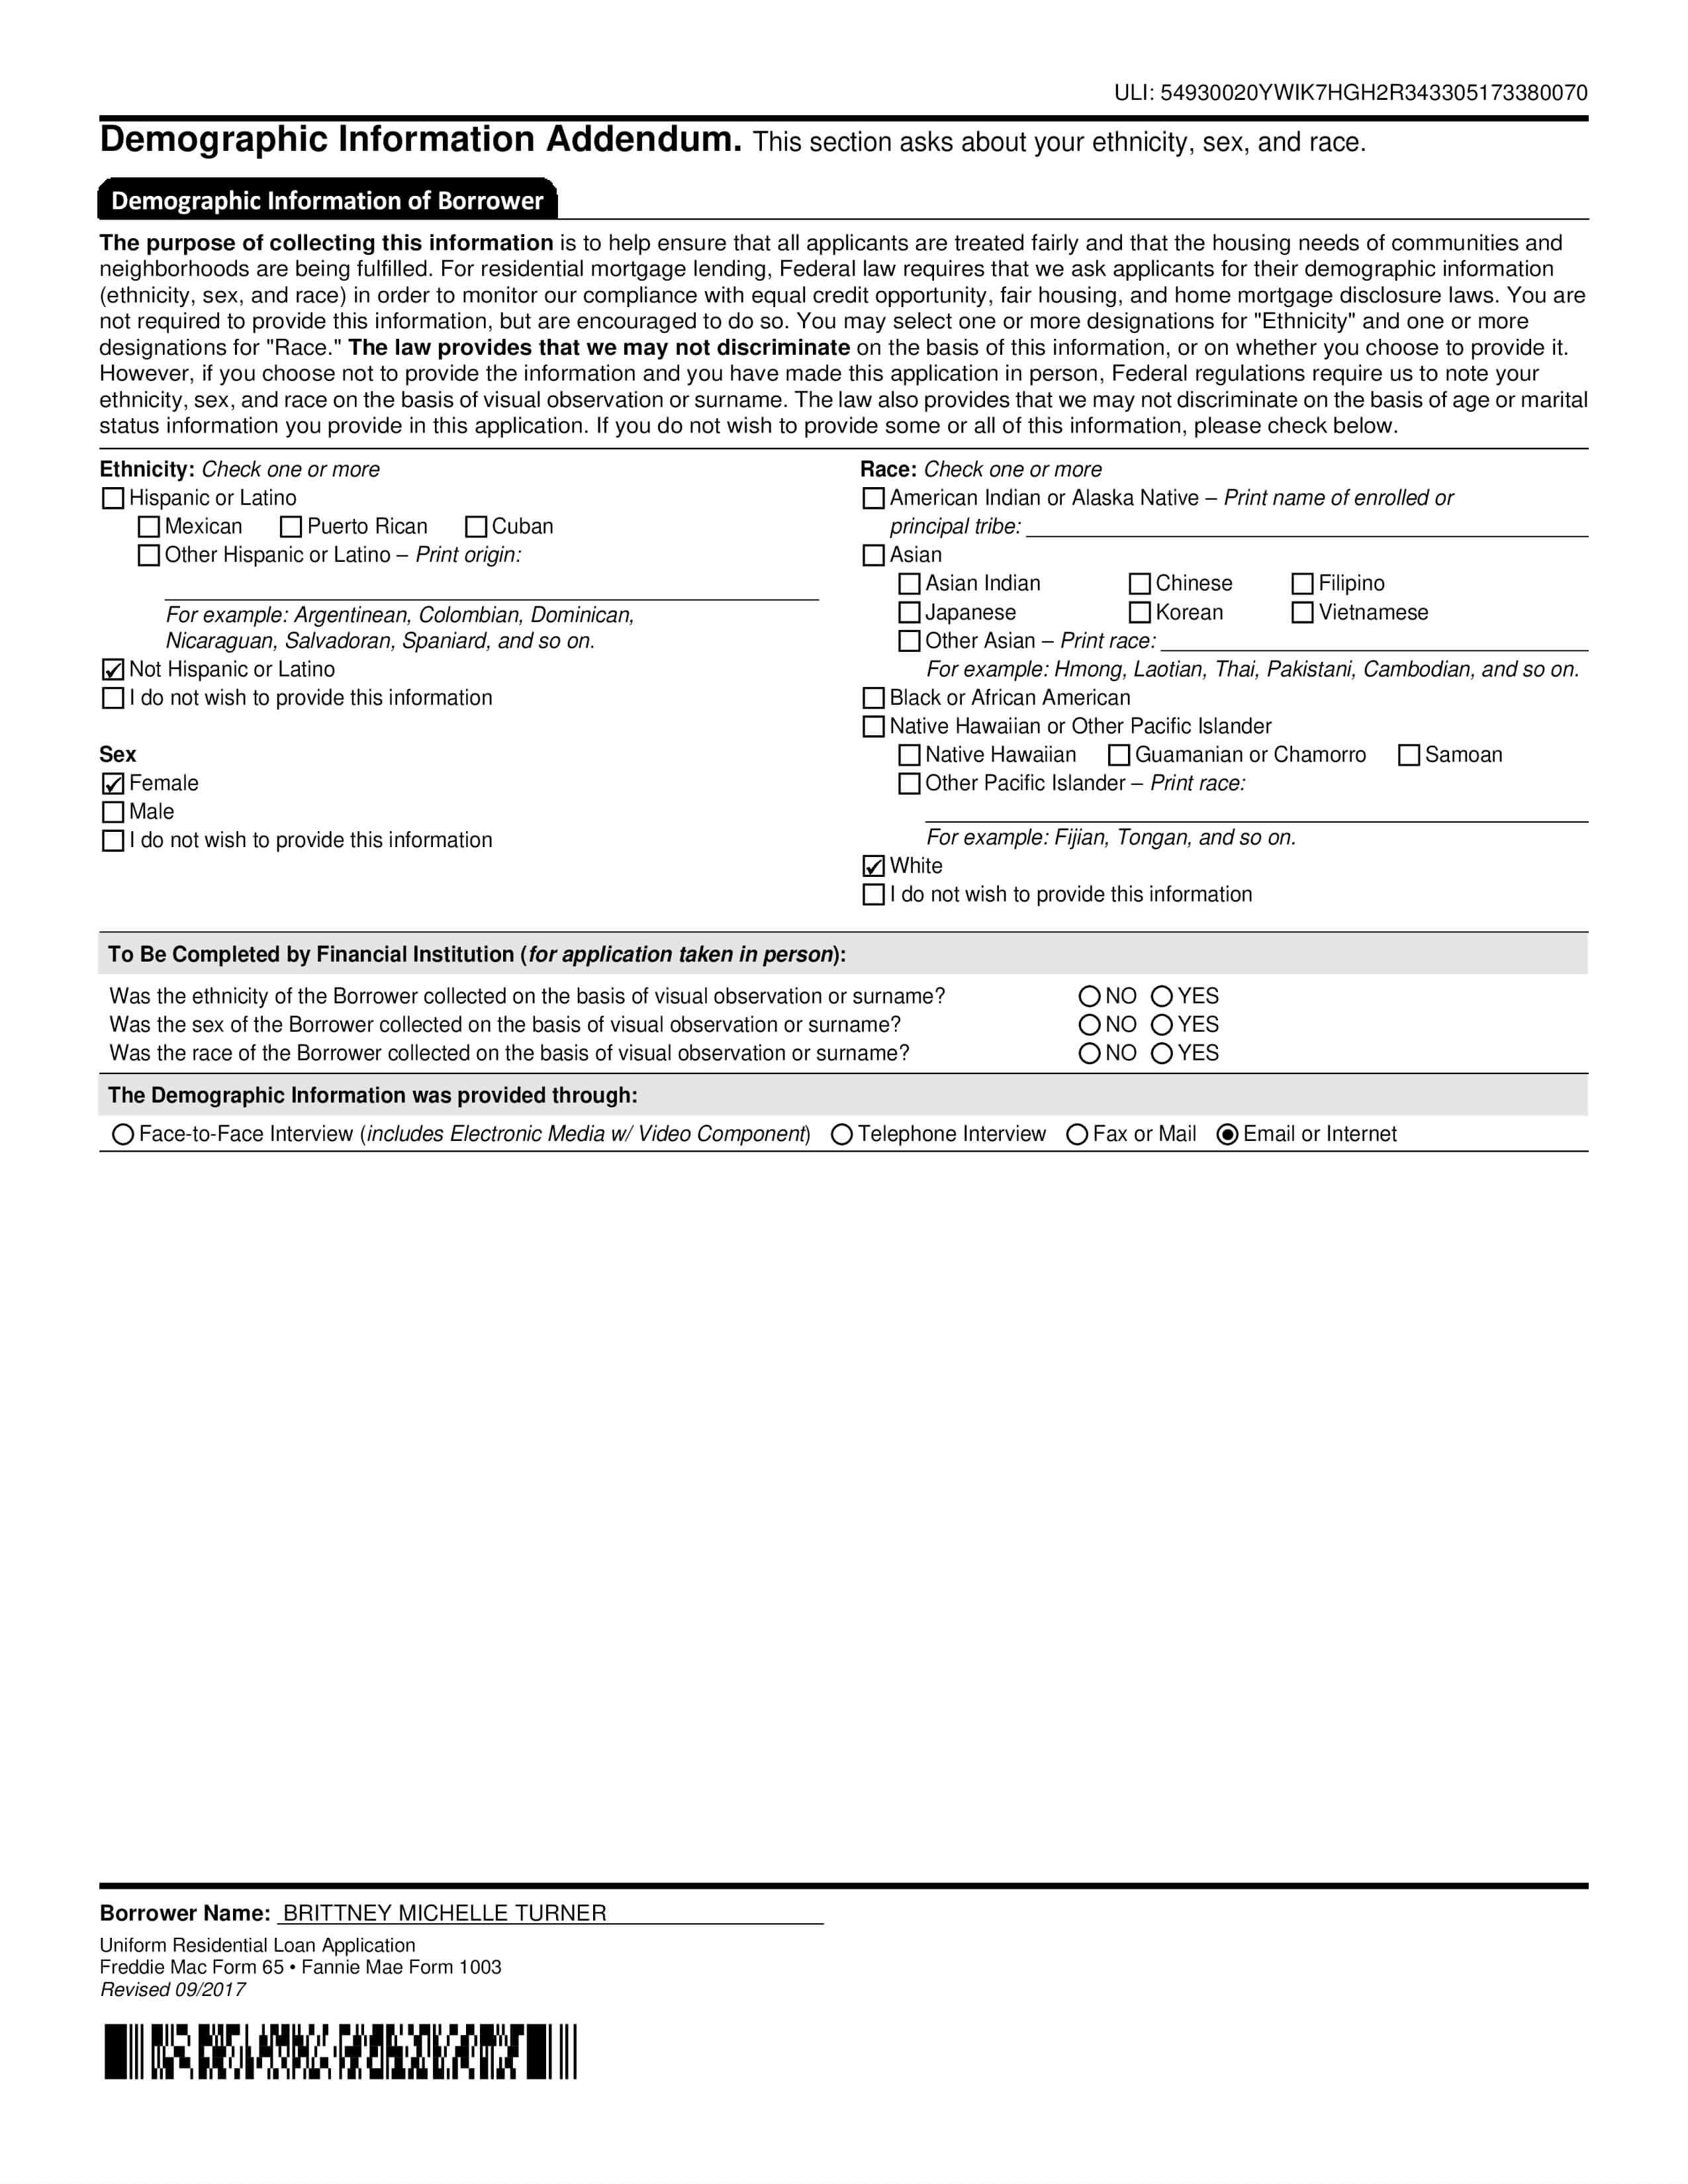 ULI: 54930020YWIK7HGH2R343305173380070
Demographic Information Addendum. This section asks about your ethnicity, sex, and race.
Demographic Information of Borrower
The purpose of collecting this information is to help ensure that all applicants are treated fairly and that the housing needs of communities and
neighborhoods are being fulfilled. For residential mortgage lending, Federal law requires that we ask applicants for their demographic information
(ethnicity, sex, and race) in order to monitor our compliance with equal credit opportunity, fair housing, and home mortgage disclosure laws. You are
not required to provide this information, but are encouraged to do so. You may select one or more designations for "Ethnicity" and one or more
designations for "Race." The law provides that we may not discriminate on the basis of this information, or on whether you choose to provide it.
However, if you choose not to provide the information and you have made this application in person, Federal regulations require us to note your
ethnicity, sex, and race on the basis of visual observation or surname. The law also provides that we may not discriminate on the basis of age or marital
status information you provide in this application. If you do not wish to provide some or all of this information, please check below.
Ethnicity: Check one or more
Hispanic or Latino
Mexican Puerto Rican Cuban
Other Hispanic or Latino – Print origin:
For example: Argentinean, Colombian, Dominican,
Nicaraguan, Salvadoran, Spaniard, and so on.
Not Hispanic or Latino
I do not wish to provide this information
Sex
Female
Male
I do not wish to provide this information
Race: Check one or more
American Indian or Alaska Native – Print name of enrolled or
principal tribe:
Asian
Asian Indian Chinese Filipino
Japanese Korean Vietnamese
Other Asian – Print race:
For example: Hmong, Laotian, Thai, Pakistani, Cambodian, and so on.
Black or African American
Native Hawaiian or Other Pacific Islander
Native Hawaiian Guamanian or Chamorro Samoan
Other Pacific Islander – Print race:
For example: Fijian, Tongan, and so on.
White
I do not wish to provide this information
To Be Completed by Financial Institution (for application taken in person):
Was the ethnicity of the Borrower collected on the basis of visual observation or surname? NO YES
Was the sex of the Borrower collected on the basis of visual observation or surname? NO YES
Was the race of the Borrower collected on the basis of visual observation or surname? NO YES
The Demographic Information was provided through:
Face-to-Face Interview (includes Electronic Media w/ Video Component) Telephone Interview Fax or Mail Email or Internet
Borrower Name: BRITTNEY MICHELLE TURNER
Uniform Residential Loan Application
Freddie Mac Form 65 • Fannie Mae Form 1003
Revised 09/2017